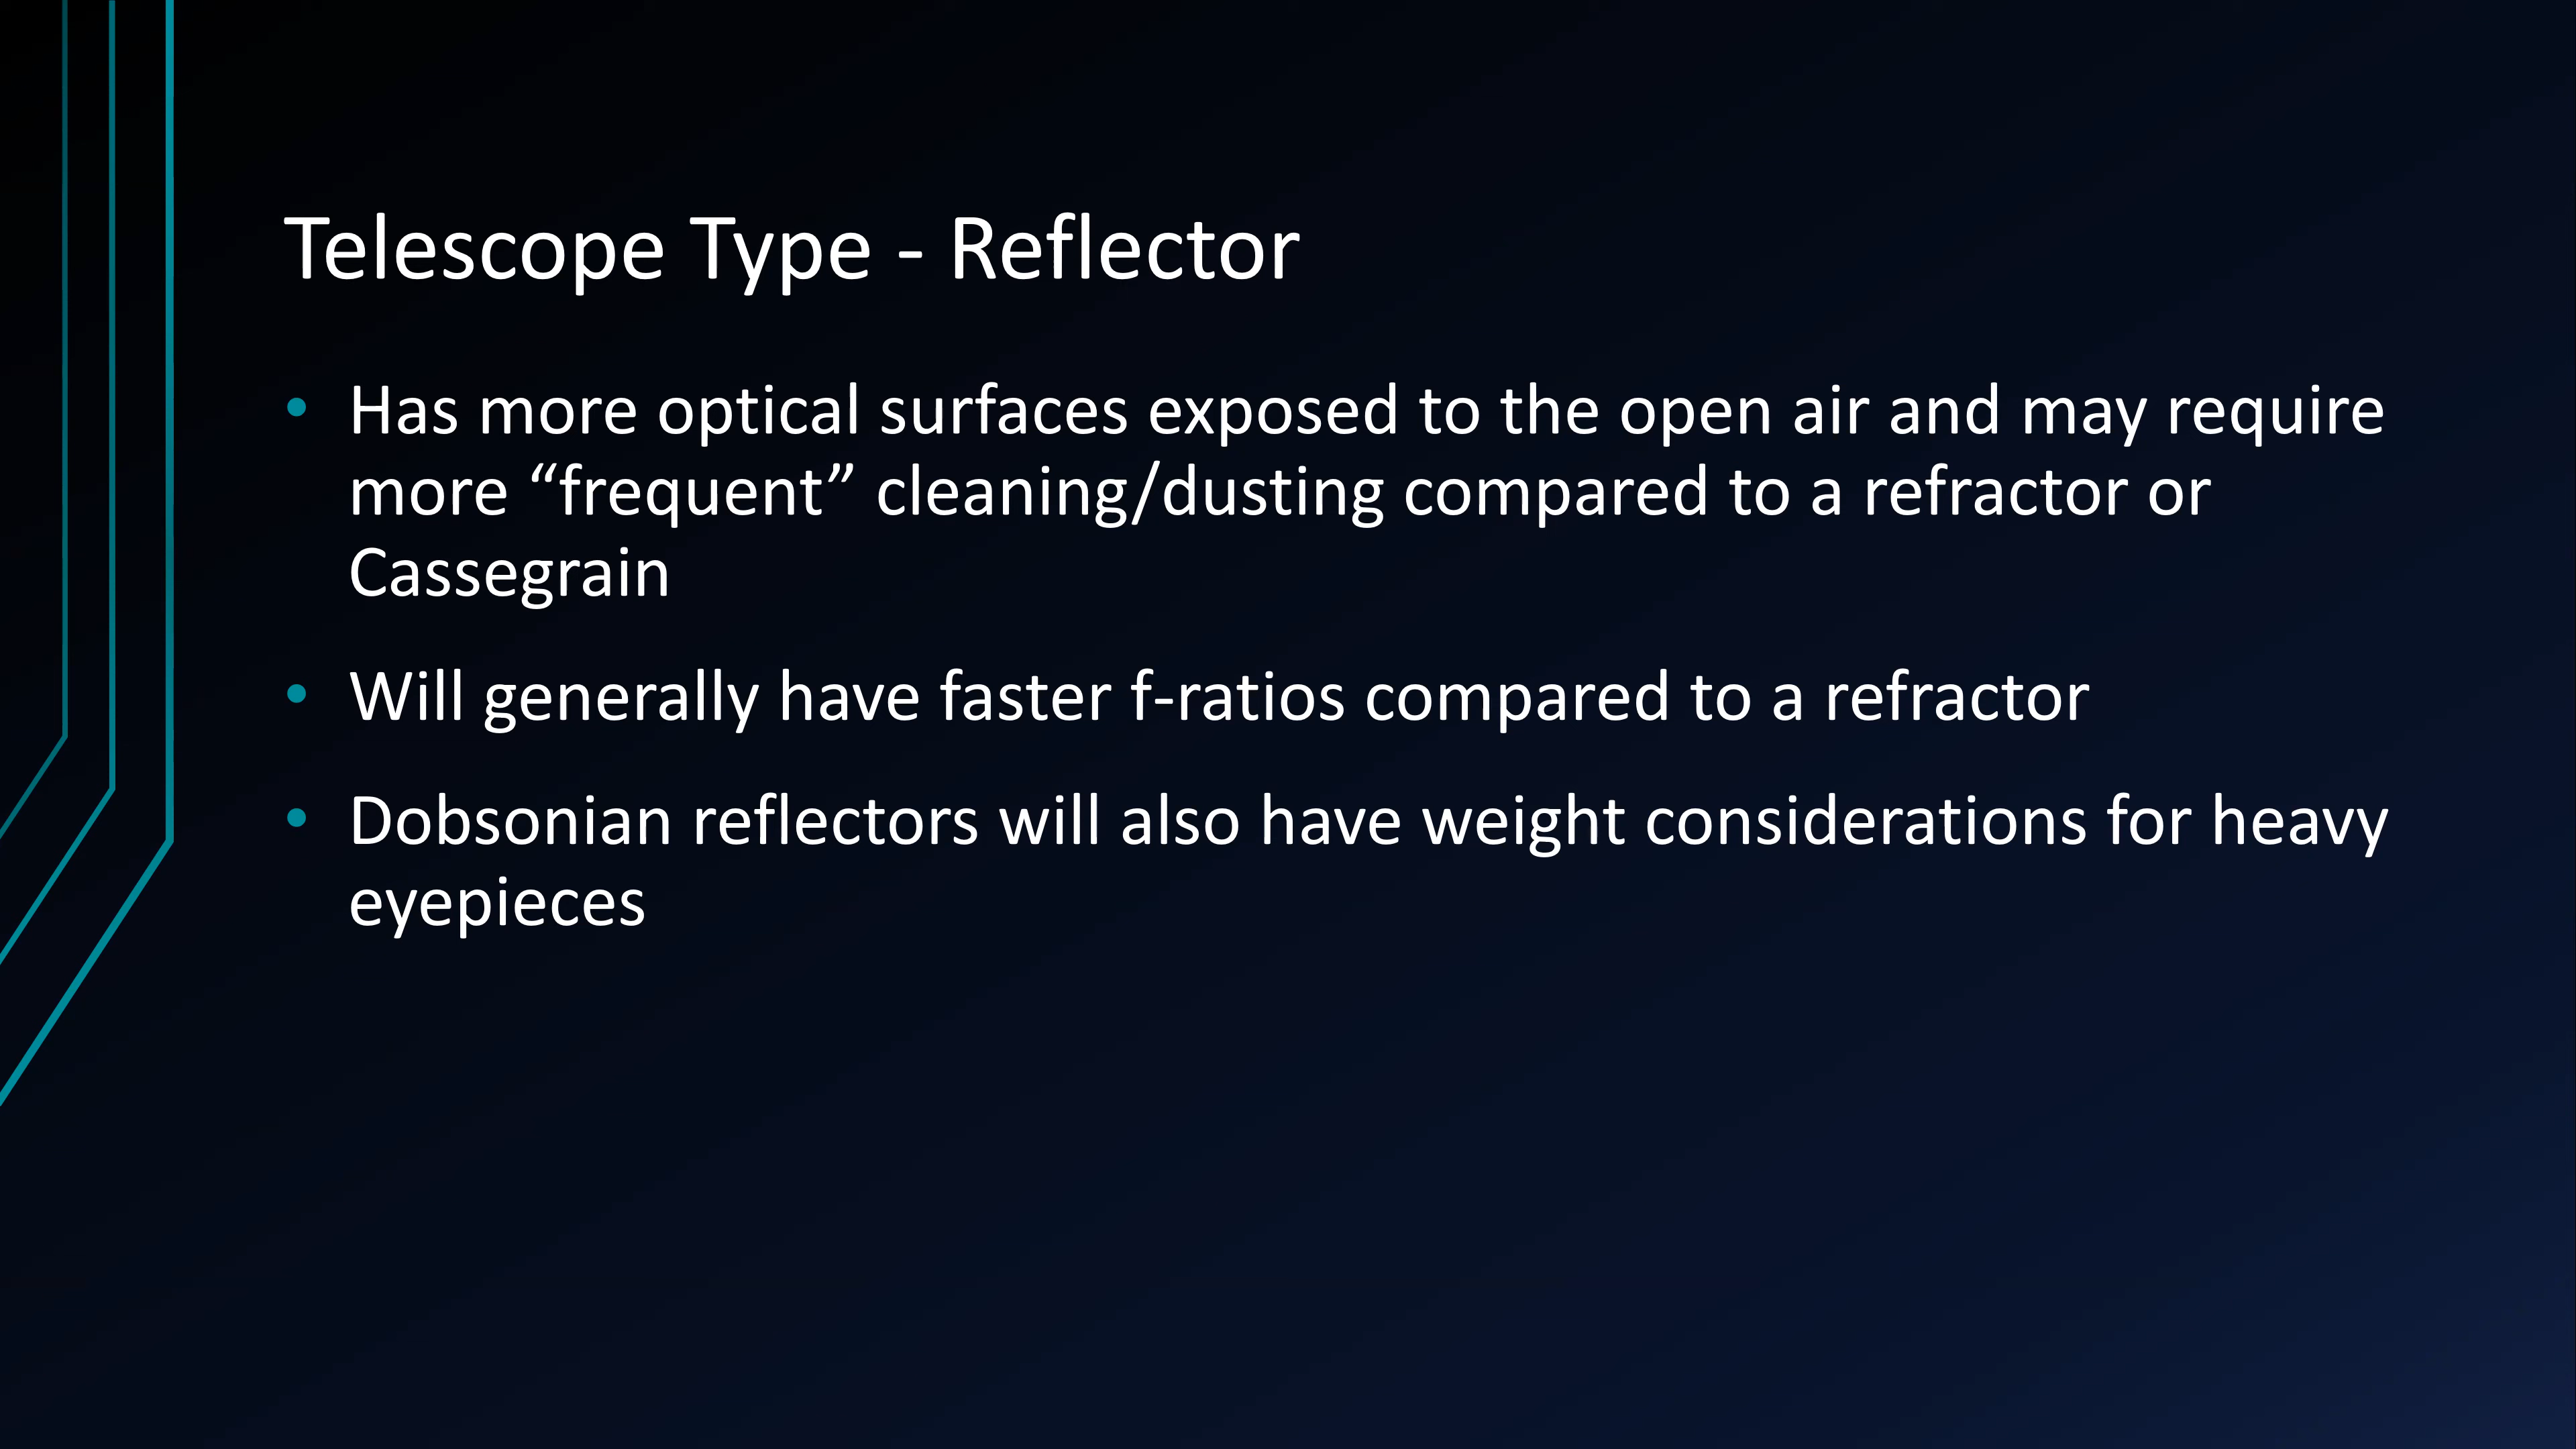 Telescope Type - Reflector
• Has more optical surfaces exposed to the open air and may require
more “frequent” cleaning/dusting compared to a refractor or
Cassegrain
• Will generally have faster f-ratios compared to a refractor
• Dobsonian reflectors will also have weight considerations for heavy
eyepieces